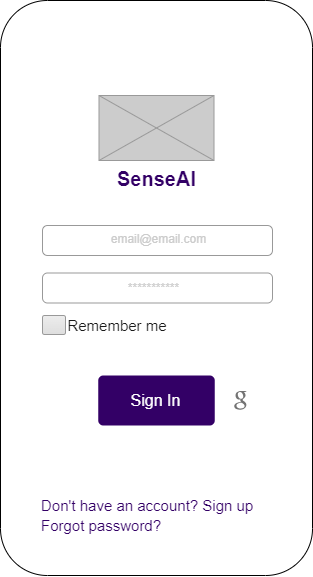 SenseAI
email@email.com
***********
Remember me
Sign In g
Don't have an account? Sign up
Forgot password?